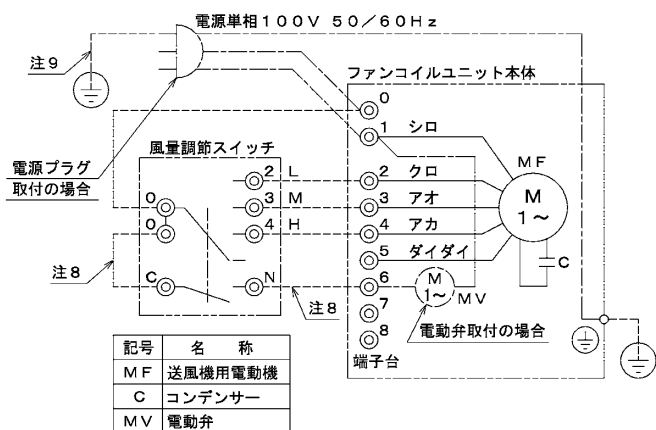 電源単相100V 50/60Hz
注9
ファンコイルユニット本体
0
1 シロ
風量調節スイッチ
電源プラグ
取付の場合
MF
2 L
2 クロ
M
1~
0
3 M
3 アオ
0
4 H
4 アカ
5 ダイダイ
C
注8
C
N
6
M
1~
MV
注8
7
電動弁取付の場合
8
端子台
記号 名称
MF 送風機用電動機
C コンデンサー
MV 電動弁